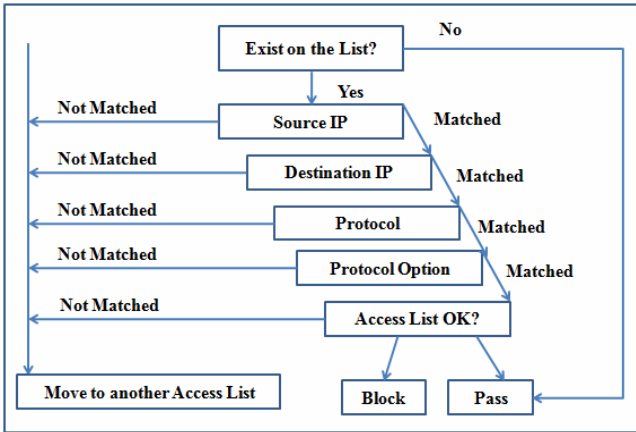 No
Exist on the List?
Yes
Not Matched
Source IP
Matched
Not Matched
Destination IP
Matched
Not Matched
Protocol
Matched
Not Matched
Protocol Option
Matched
Not Matched
Access List OK?
Move to another Access List
Block
Pass